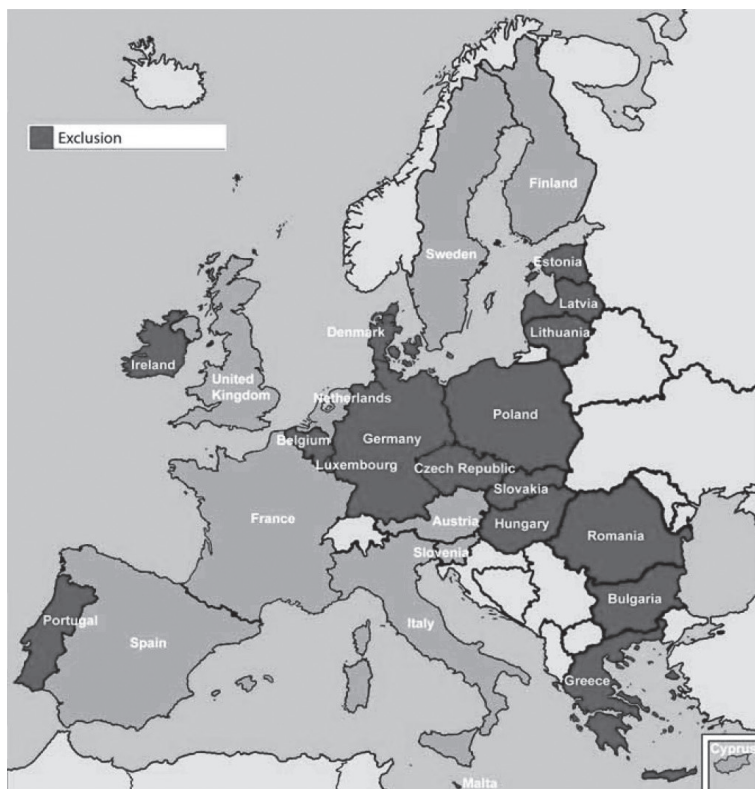 Exclusion
Finland
Sweden
Estonia
Latvia
Denmark
Lithuania
Ireland
United
Kingdom
Netherlands
Poland
Belgium
Germany
Luxembourg
Czech Republic
Slovakia
France
Austria
Hungary
Romania
Slovenia
Bulgaria
Portugal
Italy
Spain
Greece
Cyprus
Malta